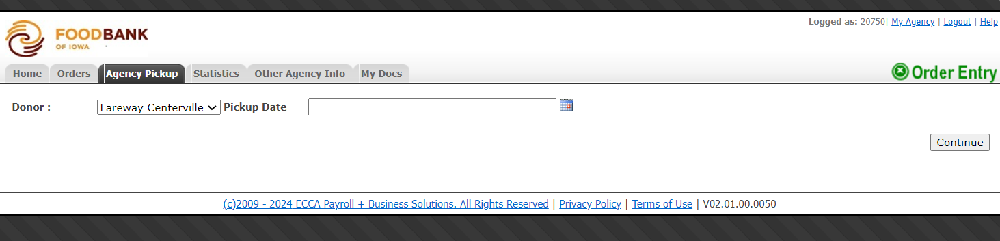 Logged as: 20750| My Agency | Logout | Help
FOODBANK
OF IOWA
Home Orders Agency Pickup Statistics Other Agency Info My Docs
Order Entry
Donor : Fareway Centerville Pickup Date
Continue
(c)2009 - 2024 ECCA Payroll + Business Solutions. All Rights Reserved | Privacy Policy | Terms of Use | V02.01.00.0050